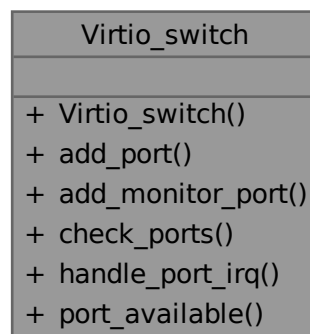 Virtio_switch
+ Virtio_switch()
+ add_port()
+ add_monitor_port()
+ check_ports()
+ handle_port_irq()
+ port_available()